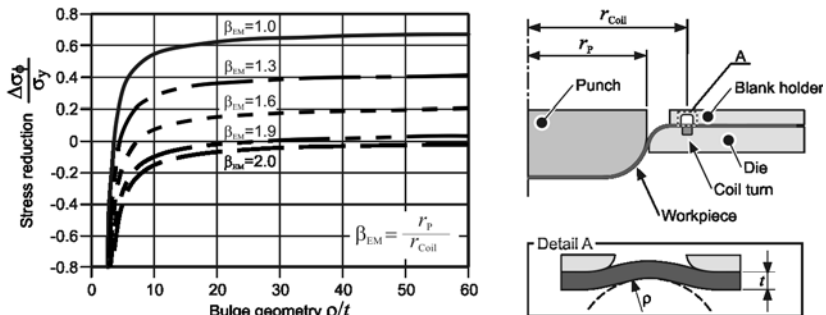 Stress reduction Δσϕ/σy
0.8
0.6
0.4
0.2
0
-0.2
-0.4
-0.6
-0.8
βEM=1.0
βEM=1.3
βEM=1.6
βEM=1.9
βEM=2.0
βEM = rP / rCoil
0 10 20 30 40 50 60
Bulge geometry ρ/t
rCoil
rP
A
Punch
Blank holder
Die
Coil turn
Workpiece
Detail A
t
ρ